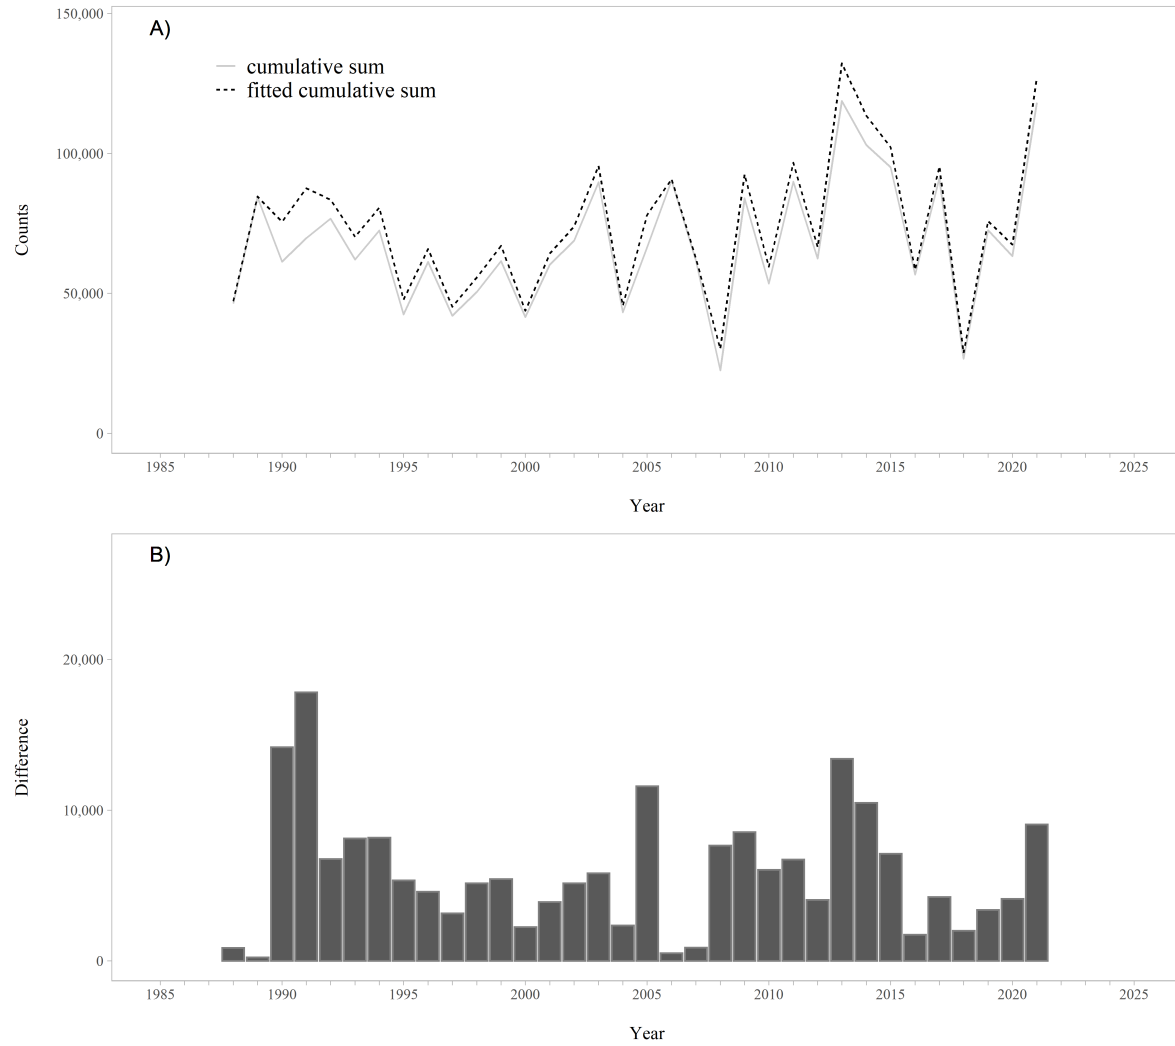 A)
150,000
100,000
50,000
0
Counts
cumulative sum
fitted cumulative sum
1985 1990 1995 2000 2005 2010 2015 2020 2025
Year
B)
20,000
10,000
0
Difference
1985 1990 1995 2000 2005 2010 2015 2020 2025
Year